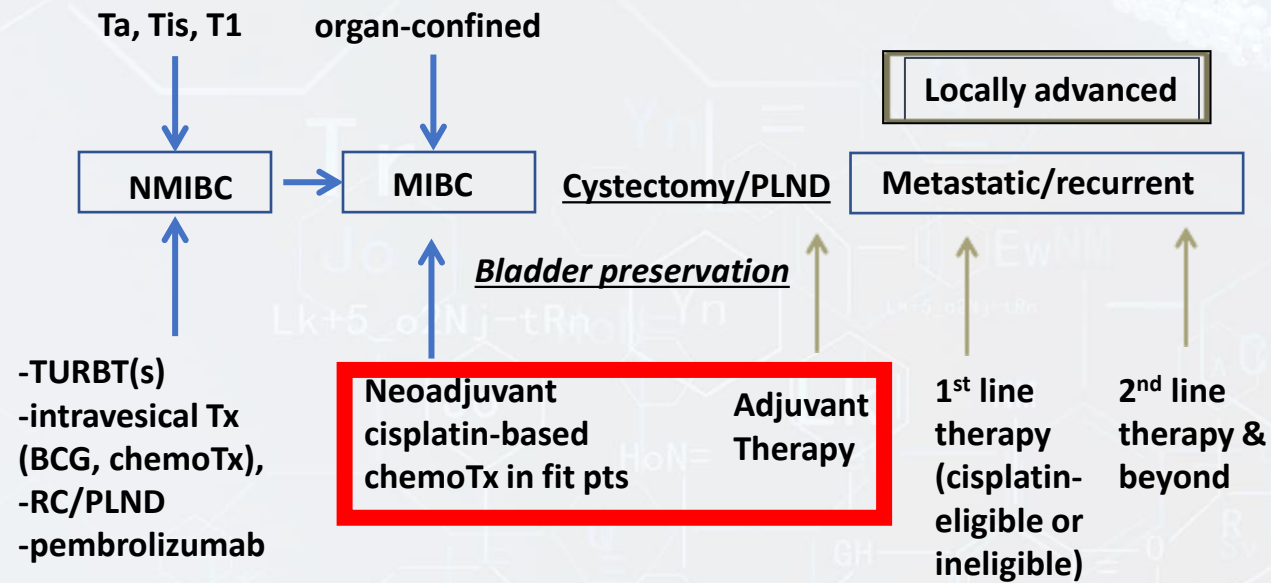 Ta, Tis, T1
organ-confined
Locally advanced
NMIBC
MIBC
Cystectomy/PLND
Metastatic/recurrent
Bladder preservation
-TURBT(s)
-intravesical Tx
(BCG, chemoTx),
-RC/PLND
-pembrolizumab
Neoadjuvant
cisplatin-based
chemoTx in fit pts
Adjuvant
Therapy
1st line
therapy
(cisplatin-
eligible or
ineligible)
2nd line
therapy &
beyond